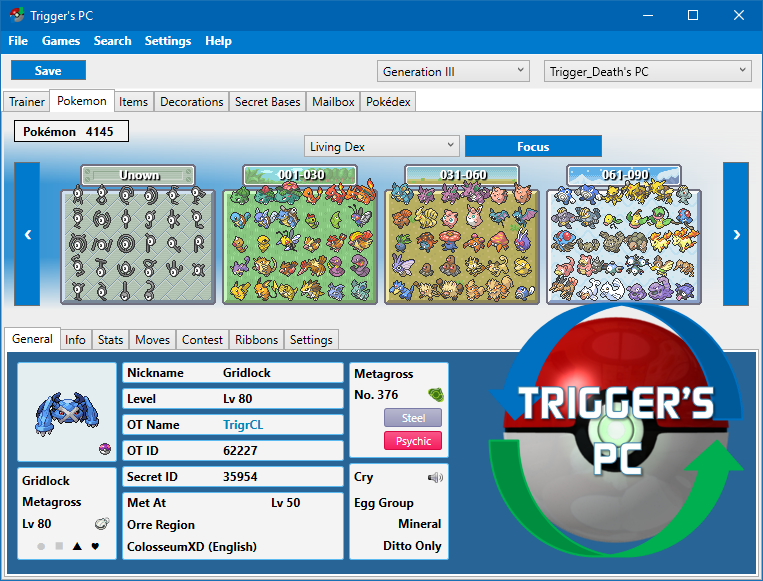 Trigger's PC
File Games Search Settings Help
Save Generation III Trigger_Death's PC
Trainer Pokemon Items Decorations Secret Bases Mailbox Pokédex
Pokémon 4145
Living Dex Focus
Unown 001-030 031-060 061-090
‹ ›
General Info Stats Moves Contest Ribbons Settings
Nickname Gridlock
Level Lv 80
OT Name TrigrCL
OT ID 62227
Secret ID 35954
Met At Lv 50
Orre Region
ColosseumXD (English)
Gridlock
Metagross
Lv 80
Metagross
No. 376
Steel
Psychic
Cry
Egg Group
Mineral
Ditto Only
TRIGGER'S
PC